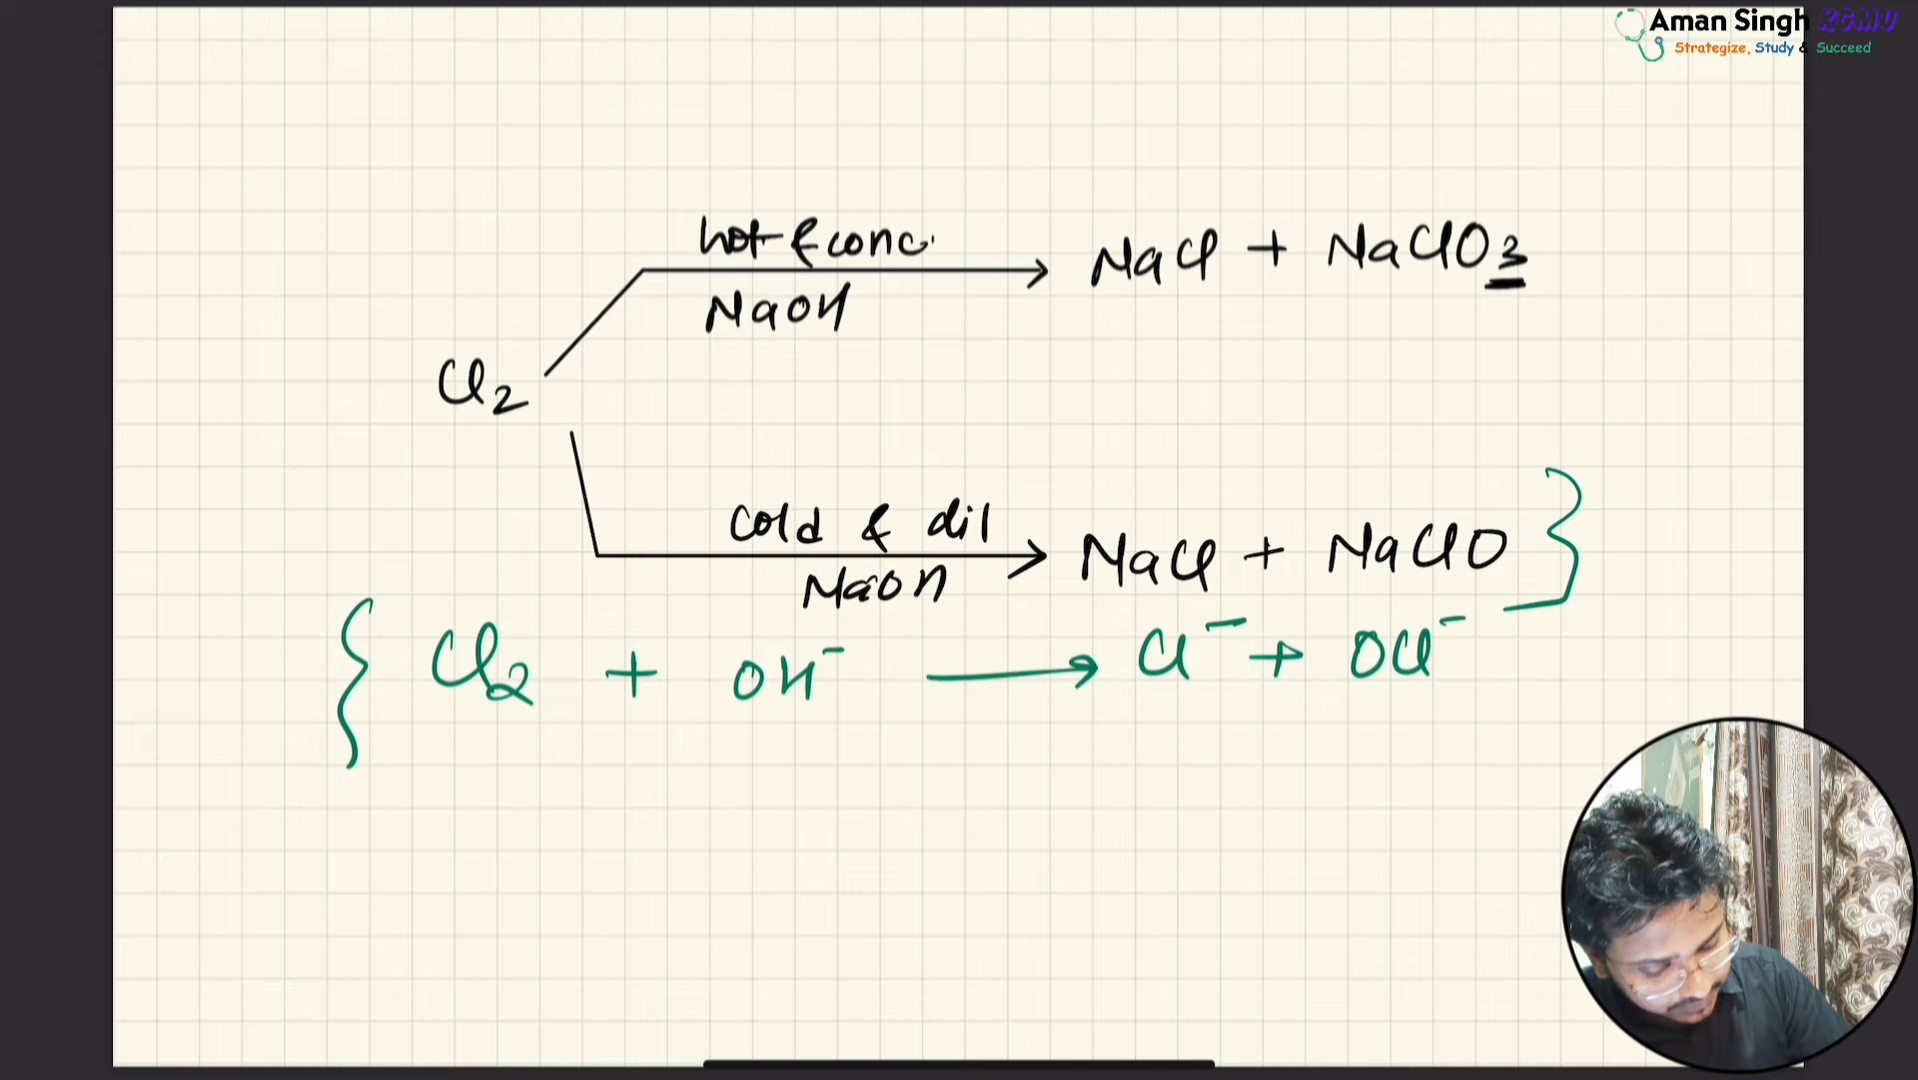 Aman Singh KGMU
Strategize, Study & Succeed
hot & conc.
NaCl + NaClO3
NaOH
Cl2
cold & dil
NaCl + NaClO
NaOH
Cl2 + OH⁻ → Cl⁻ + OCl⁻